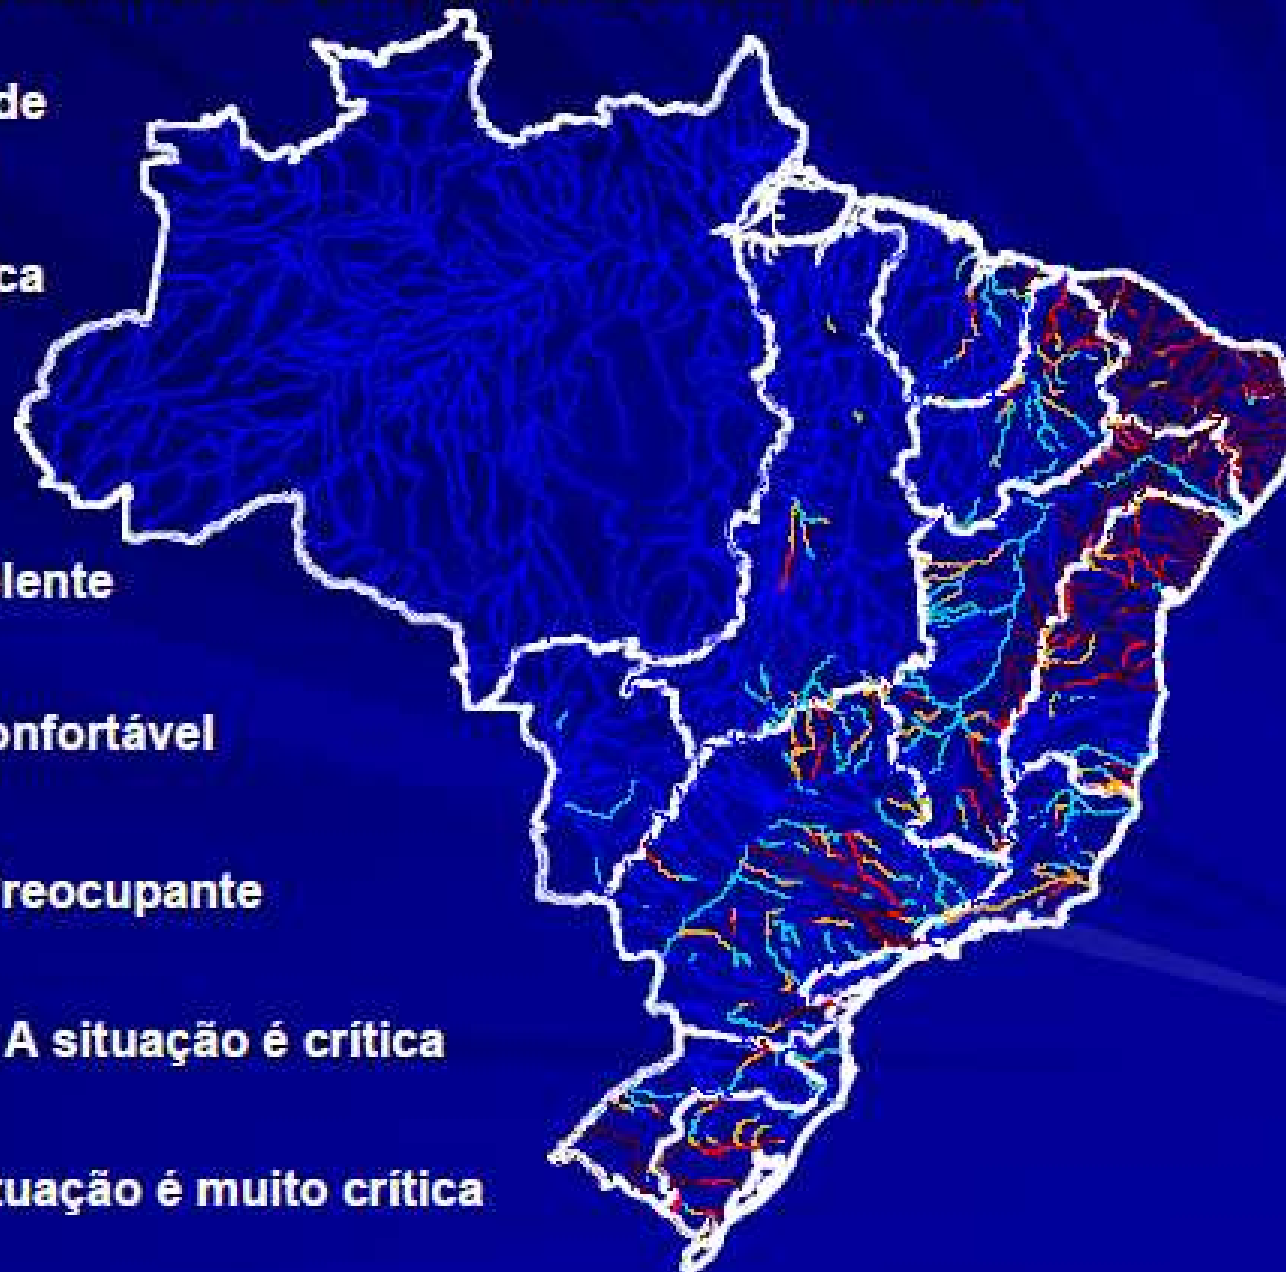 de
ca
lente
onfortável
reocupante
A situação é crítica
tuação é muito crítica